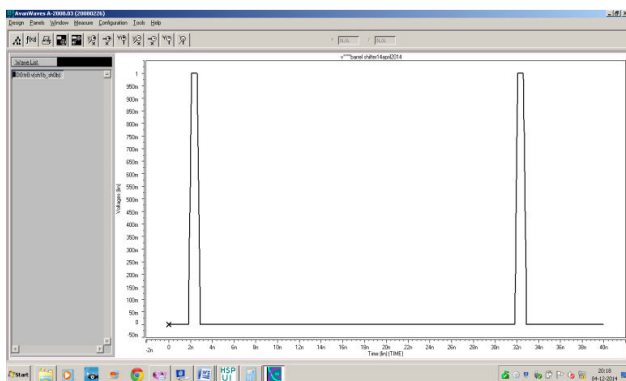 AvanWaves A-2008.03 (20080226)
Design Panels Window Measure Configuration Tools Help
Wave List
barrel shifter14april2014
1
950m
900m
850m
800m
750m
700m
650m
600m
550m
500m
450m
400m
350m
300m
250m
200m
150m
100m
50m
0
50m
Voltages (lin)
-2n 0 2n 4n 6n 8n 10n 12n 14n 16n 18n 20n 22n 24n 26n 28n 30n 32n 34n 36n 38n 40n
Time (lin) (TIME)
Start
HSP
UI
20:18
04-12-2014